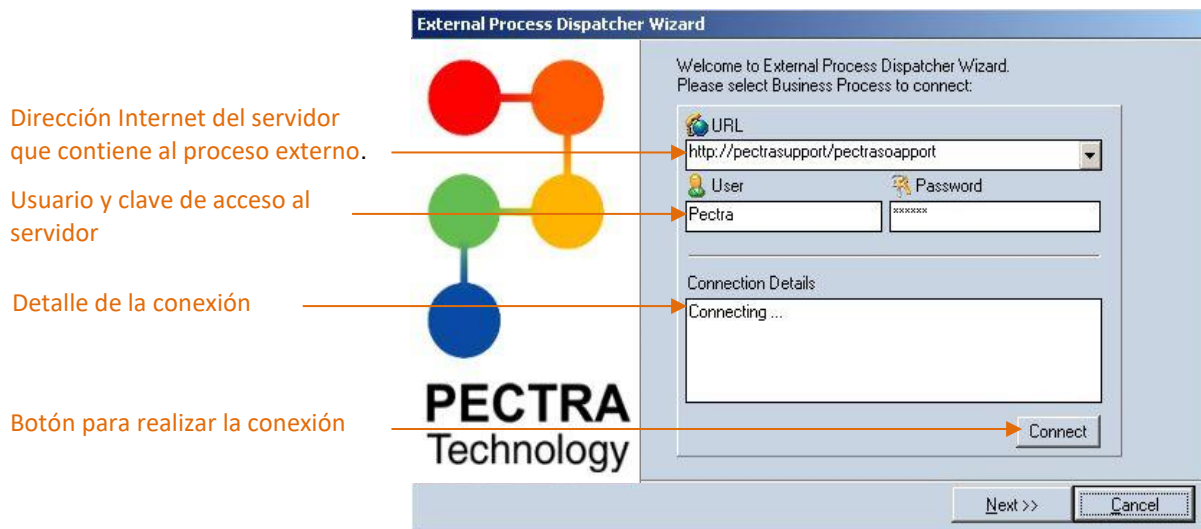 External Process Dispatcher Wizard
Welcome to External Process Dispatcher Wizard.
Please select Business Process to connect:
Dirección Internet del servidor
que contiene al proceso externo.
URL
http://pectrasupport/pectrasoapport
Usuario y clave de acceso al
servidor
User
Password
Pectra
******
Detalle de la conexión
Connection Details
Connecting ...
PECTRA
Technology
Botón para realizar la conexión
Connect
Next >>
Cancel